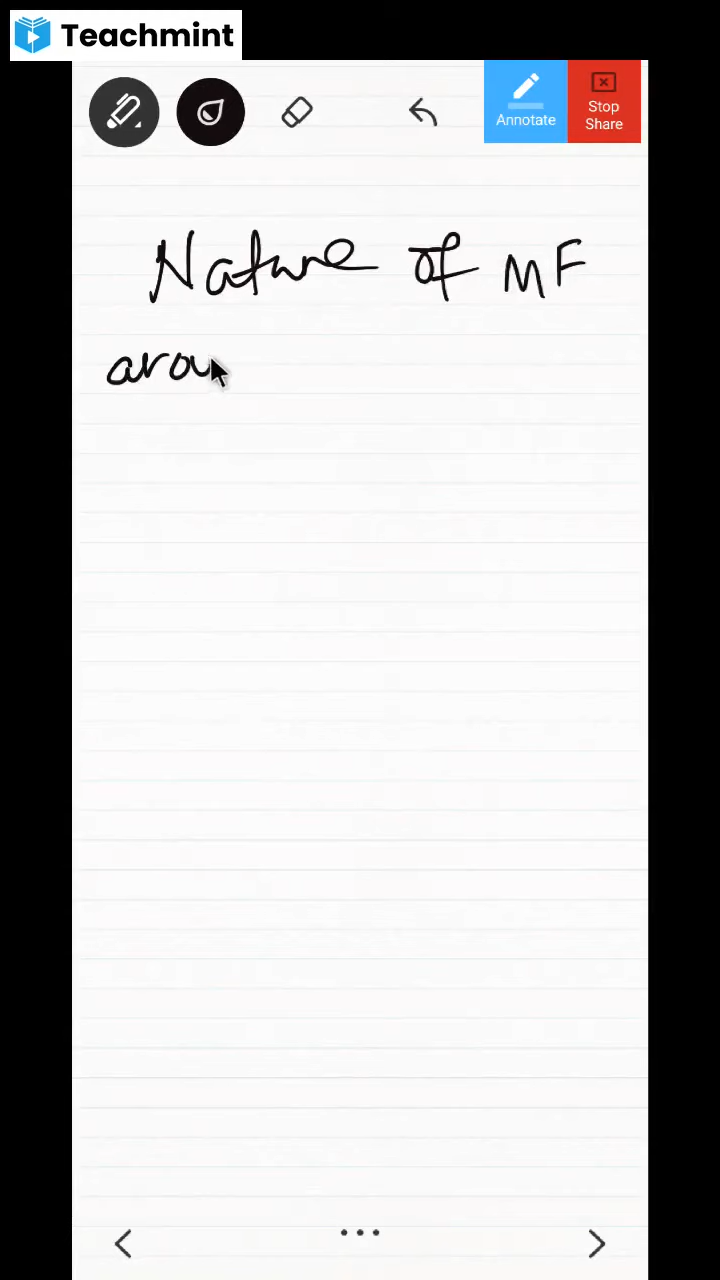 Teachmint
Annotate
Stop
Share
Nature of MF
arou